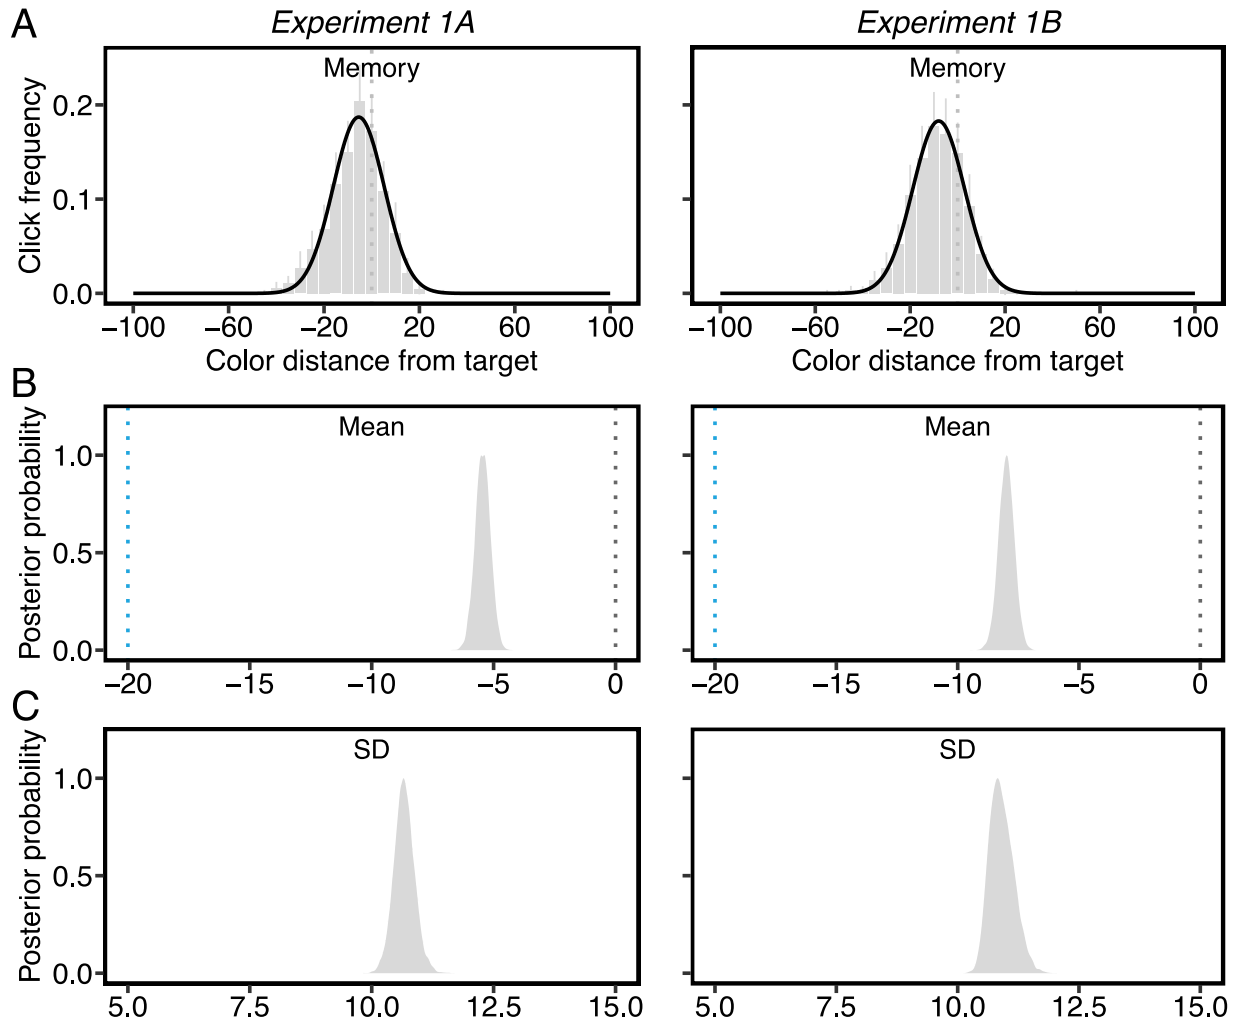 A
Experiment 1A
Experiment 1B
Click frequency
Memory
Memory
0.2
0.1
0.0
−100 −60 −20 20 60 100
−100 −60 −20 20 60 100
Color distance from target
Color distance from target
B
Posterior probability
Mean
Mean
1.0
0.5
0.0
−20 −15 −10 −5 0
−20 −15 −10 −5 0
C
Posterior probability
SD
SD
1.0
0.5
0.0
5.0 7.5 10.0 12.5 15.0
5.0 7.5 10.0 12.5 15.0